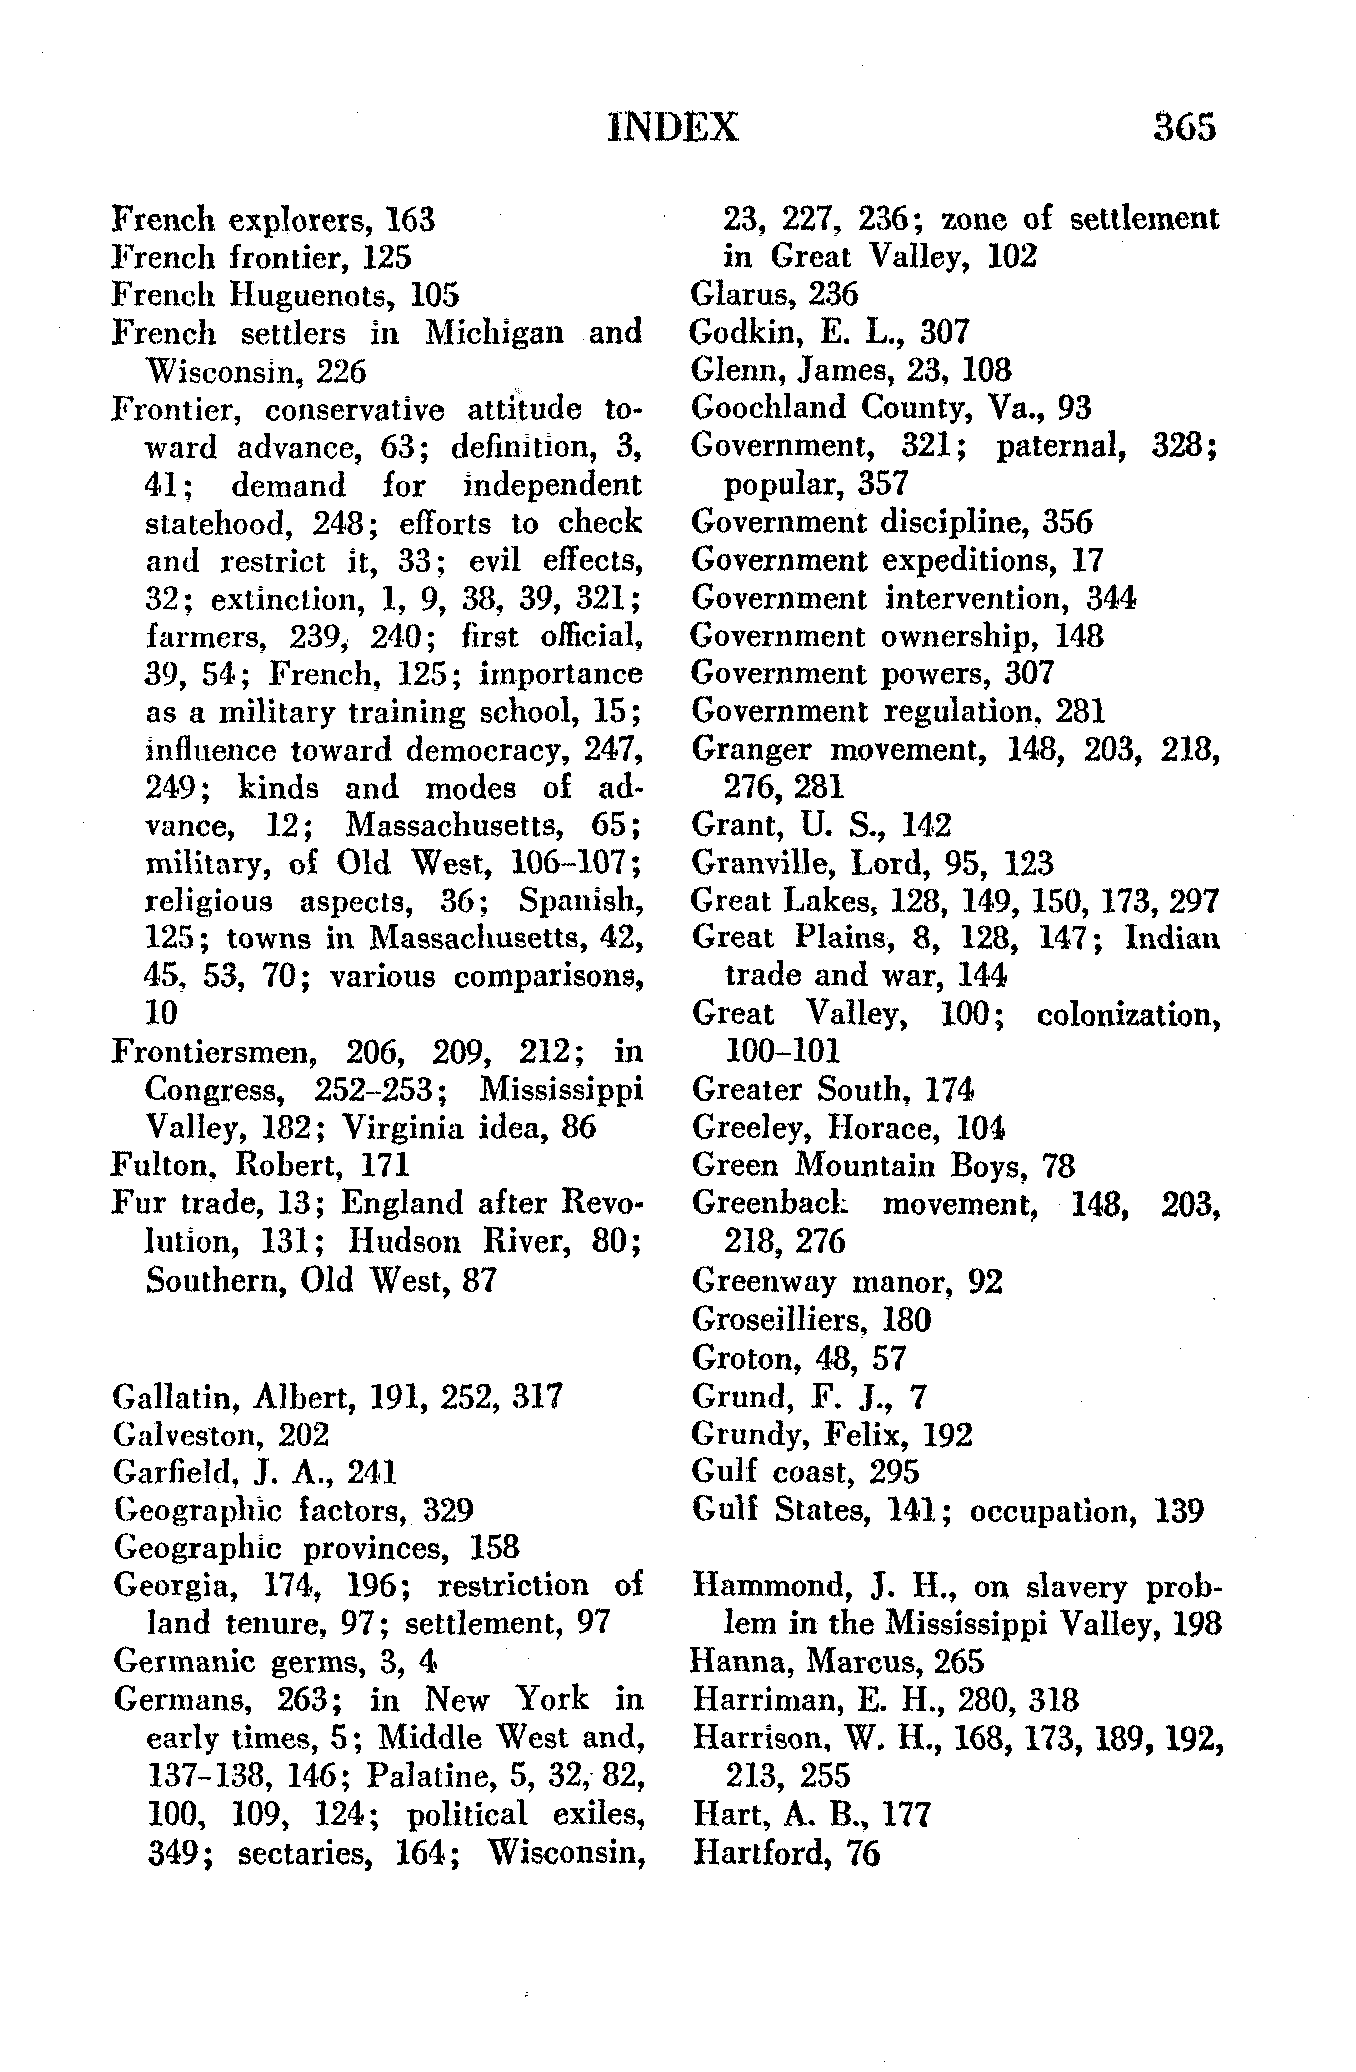 INDEX 365
French explorers, 163
French frontier, 125
French Huguenots, 105
French settlers in Michigan and
Wisconsin, 226
Frontier, conservative attitude to-
ward advance, 63; definition, 3,
41; demand for independent
statehood, 248; efforts to check
and restrict it, 33; evil effects,
32; extinction, 1, 9, 38, 39, 321;
farmers, 239, 240; first official,
39, 54; French, 125; importance
as a military training school, 15;
influence toward democracy, 247,
249; kinds and modes of ad-
vance, 12; Massachusetts, 65;
military, of Old West, 106-107;
religious aspects, 36; Spanish,
125; towns in Massachusetts, 42,
45, 53, 70; various comparisons,
10
Frontiersmen, 206, 209, 212; in
Congress, 252-253; Mississippi
Valley, 182; Virginia idea, 86
Fulton, Robert, 171
Fur trade, 13; England after Revo-
lution, 131; Hudson River, 80;
Southern, Old West, 87
Gallatin, Albert, 191, 252, 317
Galveston, 202
Garfield, J. A., 241
Geographic factors, 329
Geographic provinces, 158
Georgia, 174, 196; restriction of
land tenure, 97; settlement, 97
Germanic germs, 3, 4
Germans, 263; in New York in
early times, 5; Middle West and,
137-138, 146; Palatine, 5, 32, 82,
100, 109, 124; political exiles,
349; sectaries, 164; Wisconsin,
23, 227, 236; zone of settlement
in Great Valley, 102
Glarus, 236
Godkin, E. L., 307
Glenn, James, 23, 108
Goochland County, Va., 93
Government, 321; paternal, 328;
popular, 357
Government discipline, 356
Government expeditions, 17
Government intervention, 344
Government ownership, 148
Government powers, 307
Government regulation, 281
Granger movement, 148, 203, 218,
276, 281
Grant, U. S., 142
Granville, Lord, 95, 123
Great Lakes, 128, 149, 150, 173, 297
Great Plains, 8, 128, 147; Indian
trade and war, 144
Great Valley, 100; colonization,
100-101
Greater South, 174
Greeley, Horace, 104
Green Mountain Boys, 78
Greenback movement, 148, 203,
218, 276
Greenway manor, 92
Groseilliers, 180
Groton, 48, 57
Grund, F. J., 7
Grundy, Felix, 192
Gulf coast, 295
Gulf States, 141; occupation, 139
Hammond, J. H., on slavery prob-
lem in the Mississippi Valley, 198
Hanna, Marcus, 265
Harriman, E. H., 280, 318
Harrison, W. H., 168, 173, 189, 192,
213, 255
Hart, A. B., 177
Hartford, 76